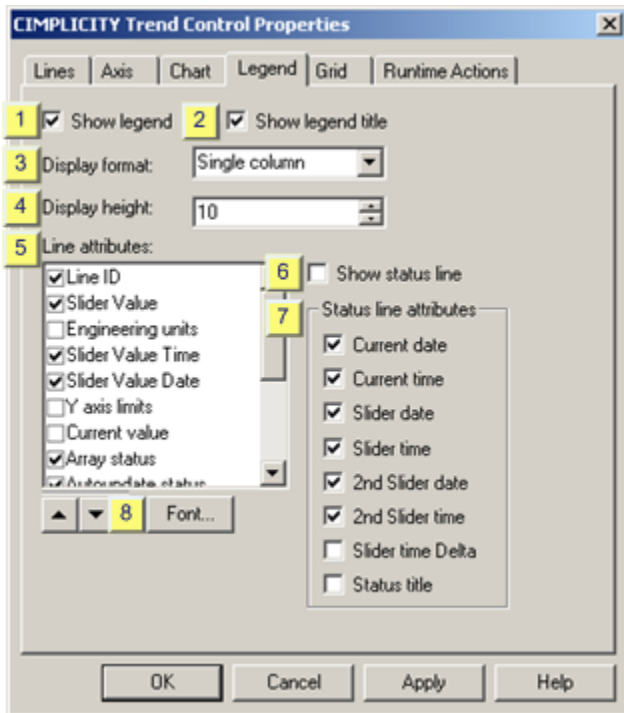 CIMPLICITY Trend Control Properties
Lines Axis Chart Legend Grid Runtime Actions
1 Show legend 2 Show legend title
3 Display format: Single column
4 Display height: 10
5 Line attributes:
Line ID
Slider Value
Engineering units
Slider Value Time
Slider Value Date
Y axis limits
Current value
Array status
Autoupdate status
6 Show status line
7 Status line attributes
Current date
Current time
Slider date
Slider time
2nd Slider date
2nd Slider time
Slider time Delta
Status title
8 Font...
OK Cancel Apply Help